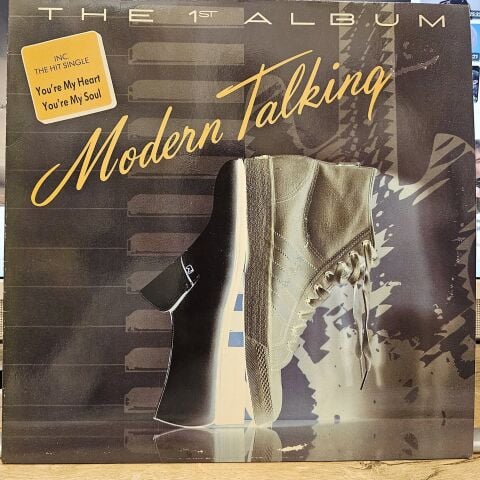 THE 1ST ALBUM
INC.
THE HIT SINGLE
You're My Heart
You're My Soul
Modern Talking